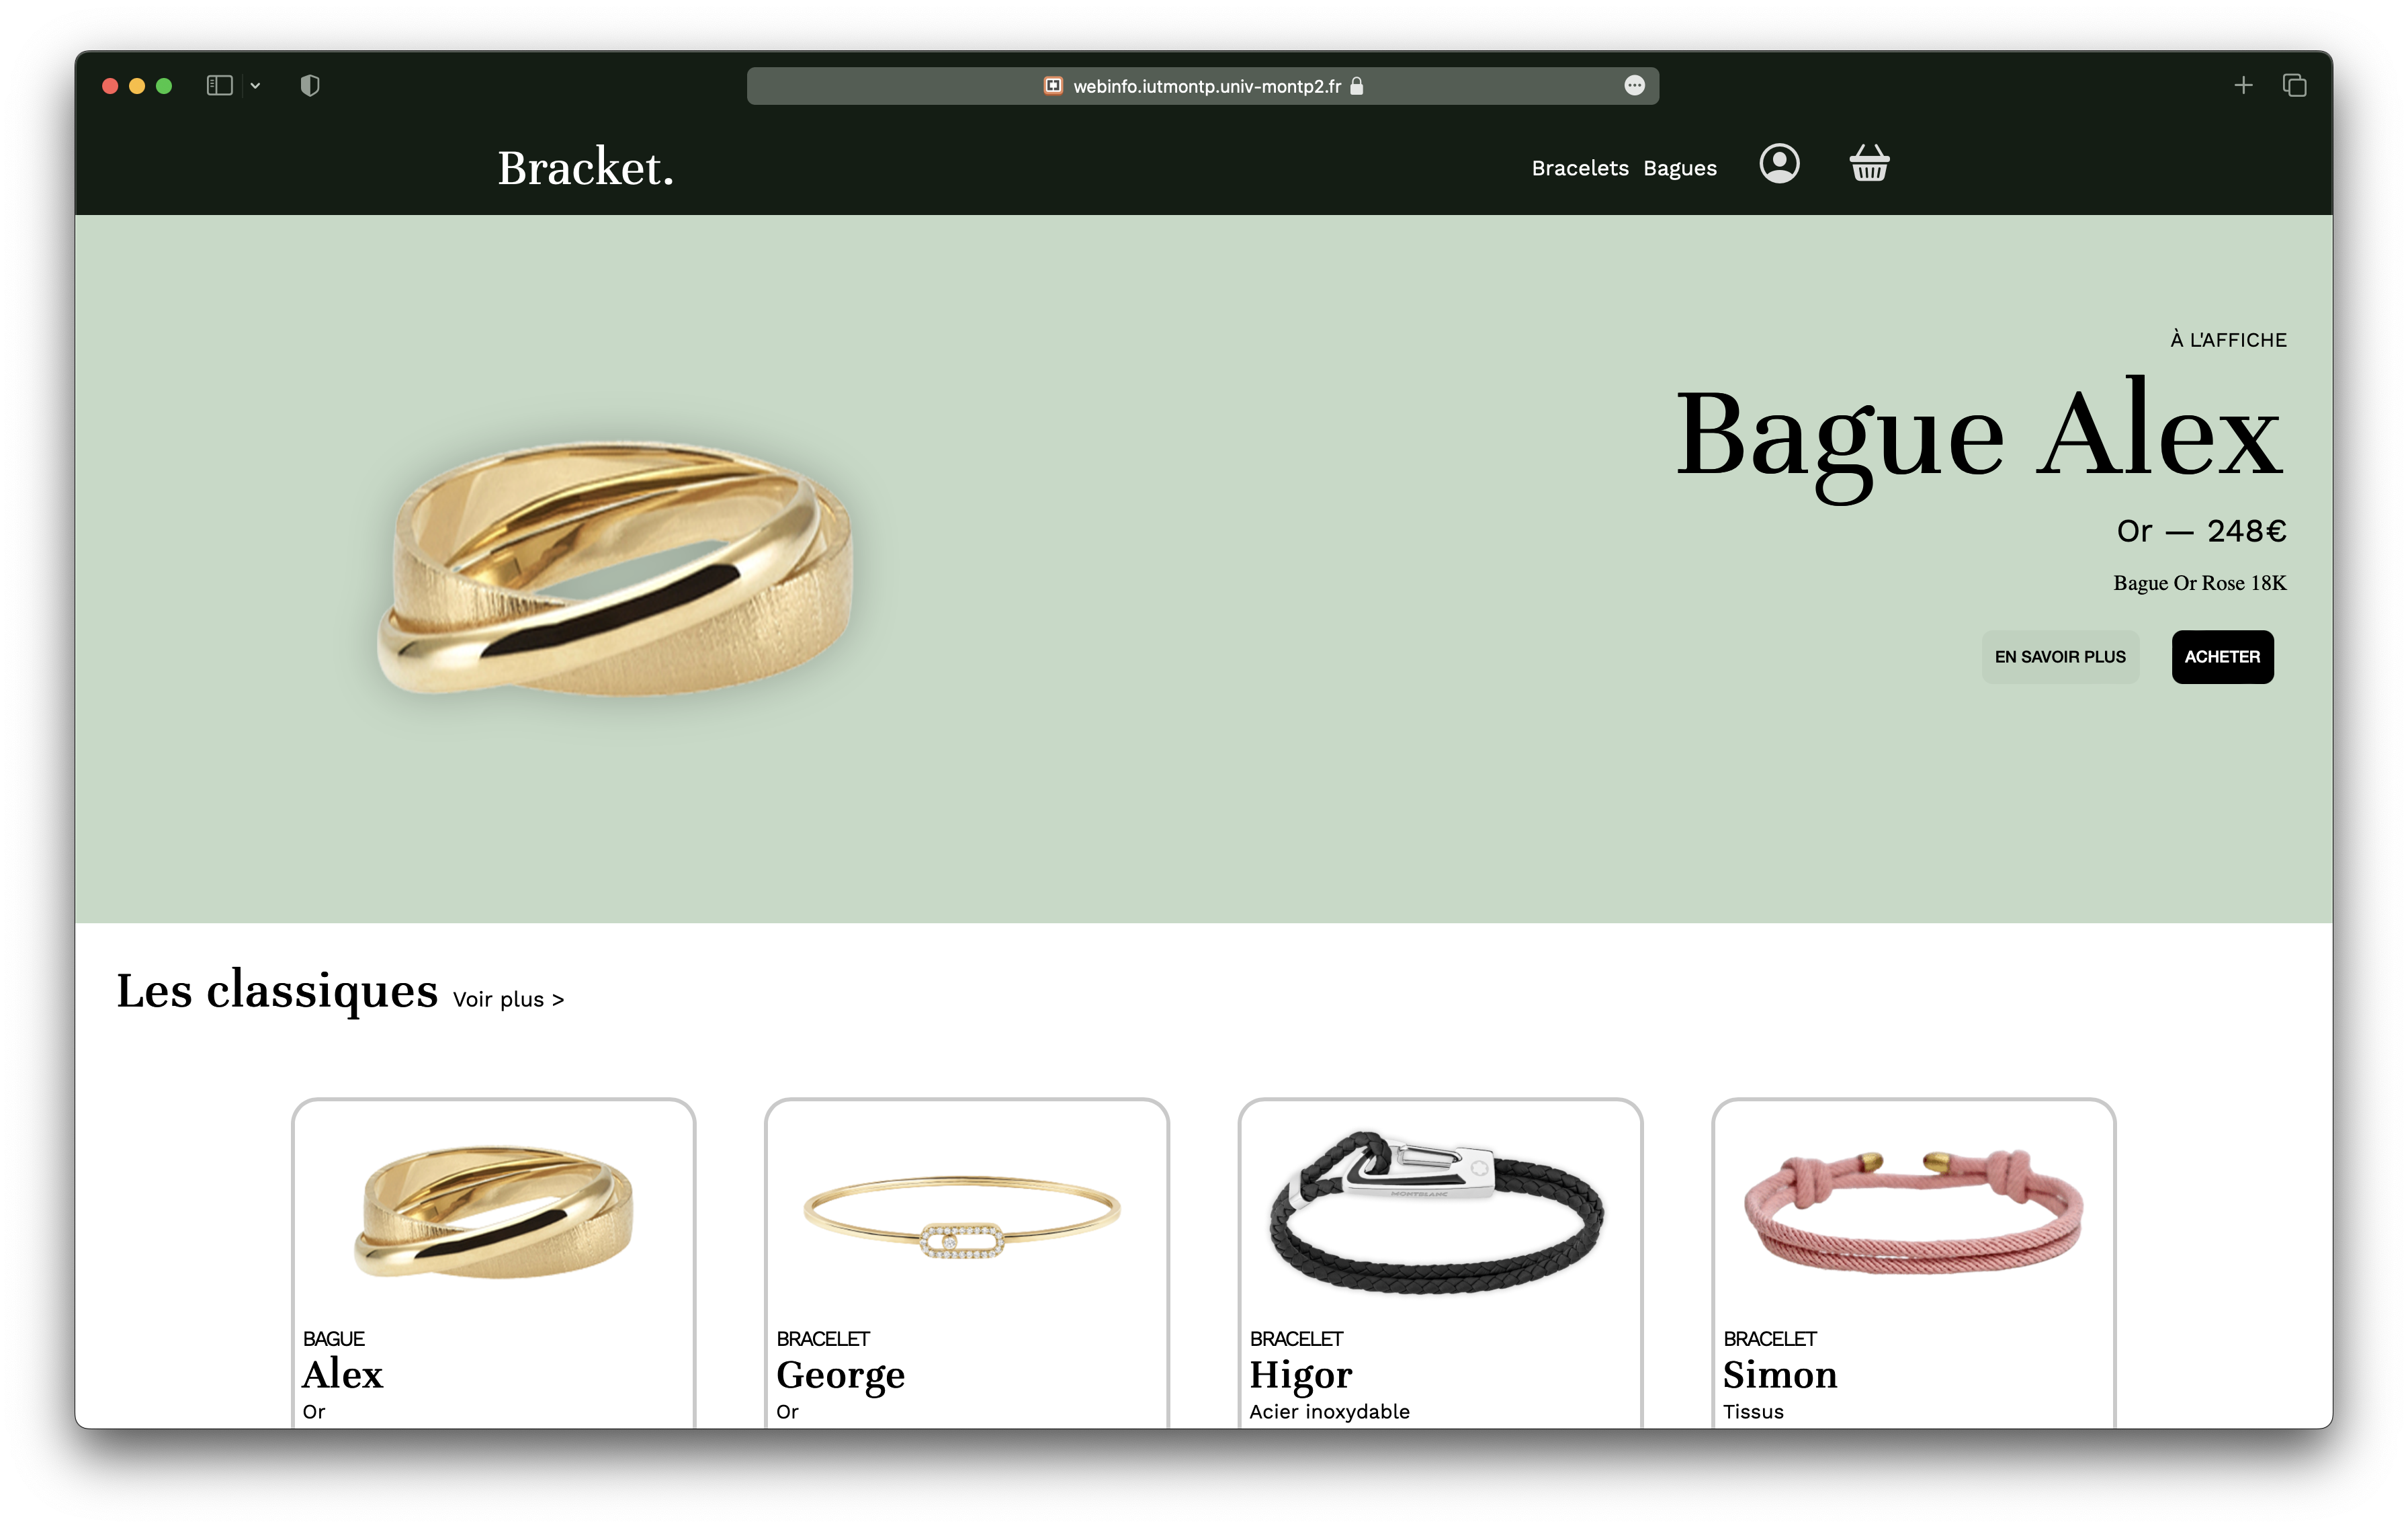 webinfo.iutmontp.univ-montp2.fr
Bracket.
Bracelets Bagues
À L'AFFICHE
Bague Alex
Or — 248€
Bague Or Rose 18K
EN SAVOIR PLUS ACHETER
Les classiques Voir plus >
MONTBLANC
BAGUE
Alex
Or
BRACELET
George
Or
BRACELET
Higor
Acier inoxydable
BRACELET
Simon
Tissus